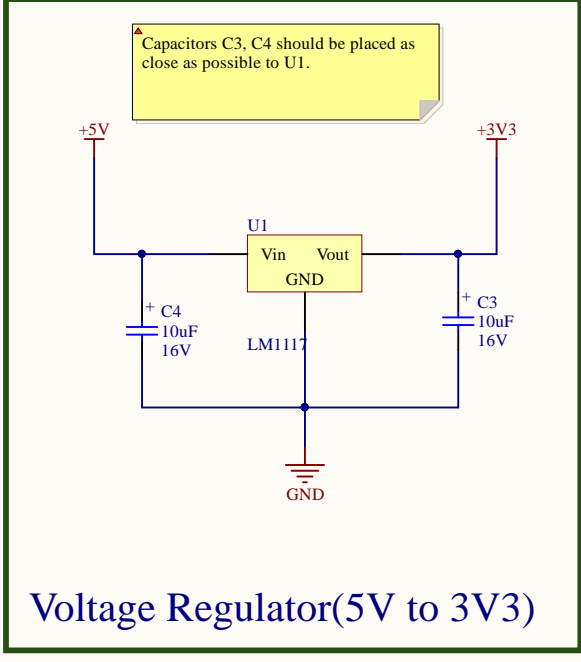 Capacitors C3, C4 should be placed as
close as possible to U1.
+5V
+3V3
U1
Vin Vout
GND
+ C4
10uF
16V
+ C3
10uF
16V
LM1117
GND
Voltage Regulator(5V to 3V3)